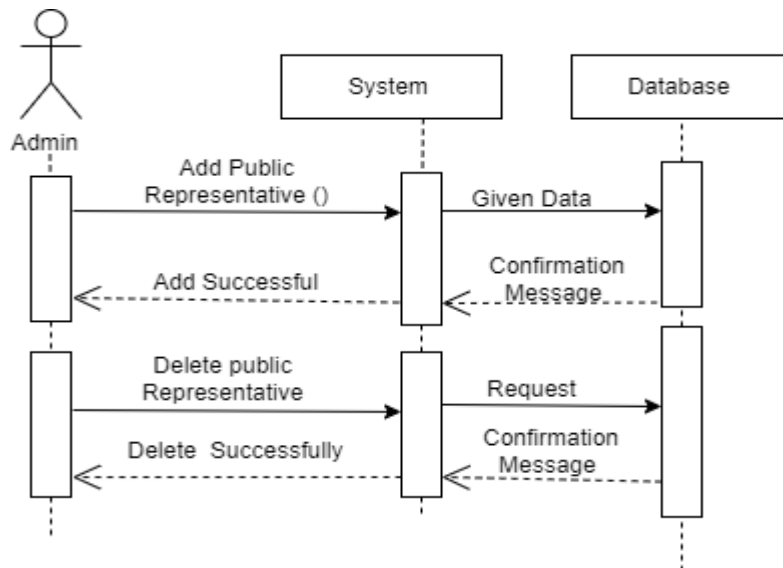 System
Database
Admin
Add Public
Representative ()
Given Data
Add Successful
Confirmation
Message
Delete public
Representative
Request
Delete  Successfully
Confirmation
Message